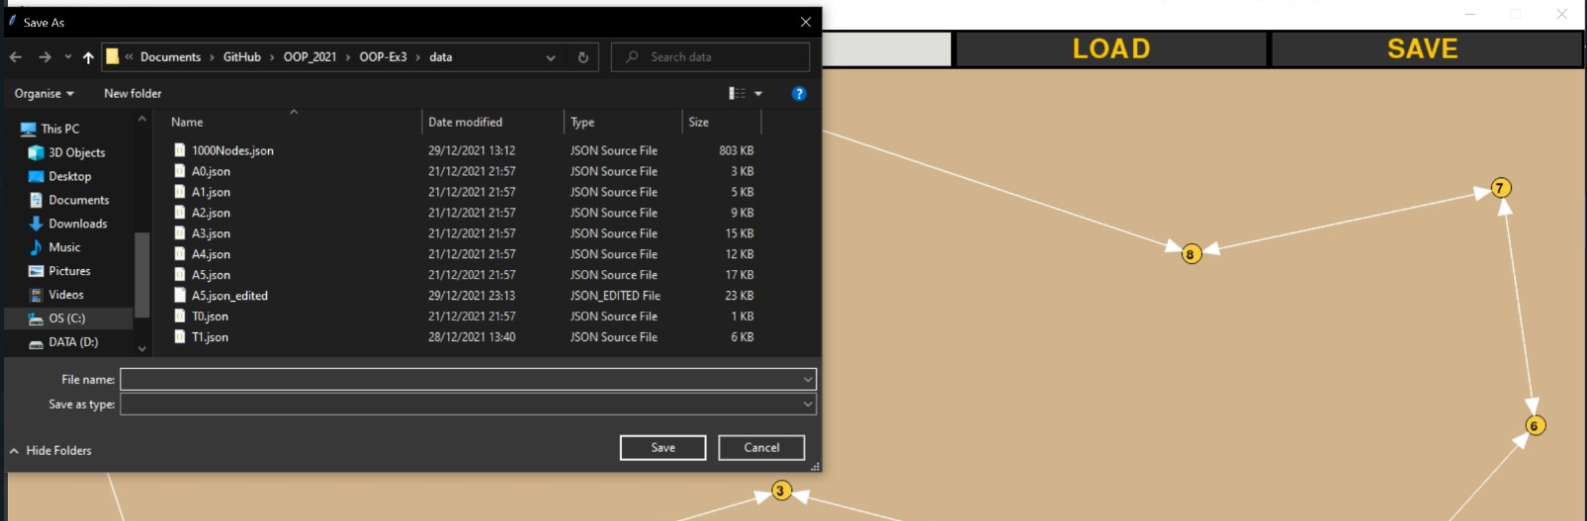 Save As
LOAD SAVE
« Documents › GitHub › OOP_2021 › OOP-Ex3 › data
Search data
Organise New folder
Name Date modified Type Size
This PC
3D Objects
Desktop
Documents
Downloads
Music
Pictures
Videos
OS (C:)
DATA (D:)
1000Nodes.json 29/12/2021 13:12 JSON Source File 803 KB
A0.json 21/12/2021 21:57 JSON Source File 3 KB
A1.json 21/12/2021 21:57 JSON Source File 5 KB
A2.json 21/12/2021 21:57 JSON Source File 9 KB
A3.json 21/12/2021 21:57 JSON Source File 15 KB
A4.json 21/12/2021 21:57 JSON Source File 12 KB
A5.json 21/12/2021 21:57 JSON Source File 17 KB
A5.json_edited 29/12/2021 23:13 JSON_EDITED File 23 KB
T0.json 21/12/2021 21:57 JSON Source File 1 KB
T1.json 28/12/2021 13:40 JSON Source File 6 KB
File name:
Save as type:
Hide Folders
Save Cancel
7
8
6
3